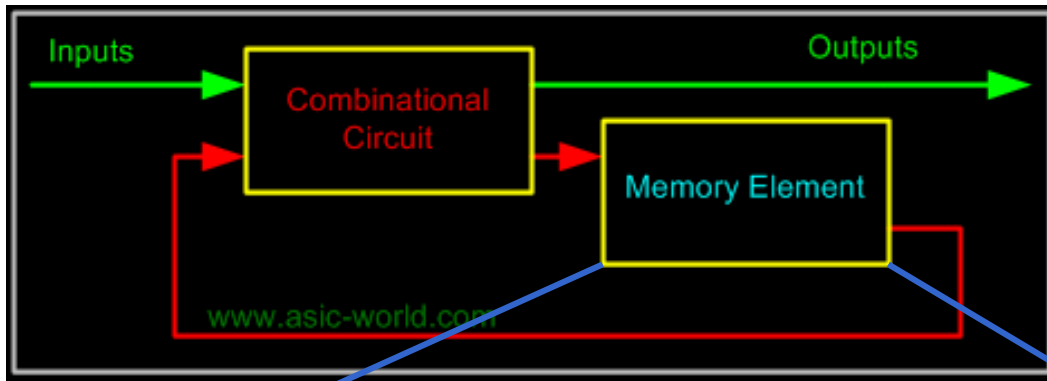 Inputs
Outputs
Combinational
Circuit
Memory Element
www.asic-world.com